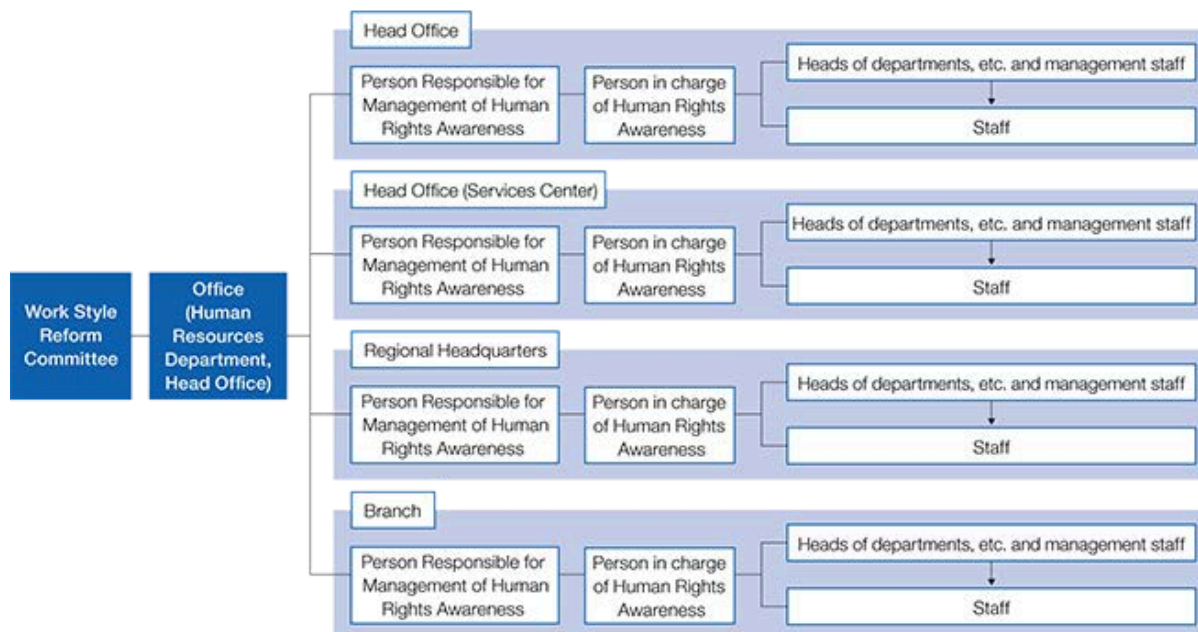 Head Office
Person Responsible for
Management of Human
Rights Awareness
Person in charge
of Human Rights
Awareness
Heads of departments, etc. and management staff
Staff
Head Office (Services Center)
Person Responsible for
Management of Human
Rights Awareness
Person in charge
of Human Rights
Awareness
Heads of departments, etc. and management staff
Staff
Work Style
Reform
Committee
Office
(Human
Resources
Department,
Head Office)
Regional Headquarters
Person Responsible for
Management of Human
Rights Awareness
Person in charge
of Human Rights
Awareness
Heads of departments, etc. and management staff
Staff
Branch
Person Responsible for
Management of Human
Rights Awareness
Person in charge
of Human Rights
Awareness
Heads of departments, etc. and management staff
Staff